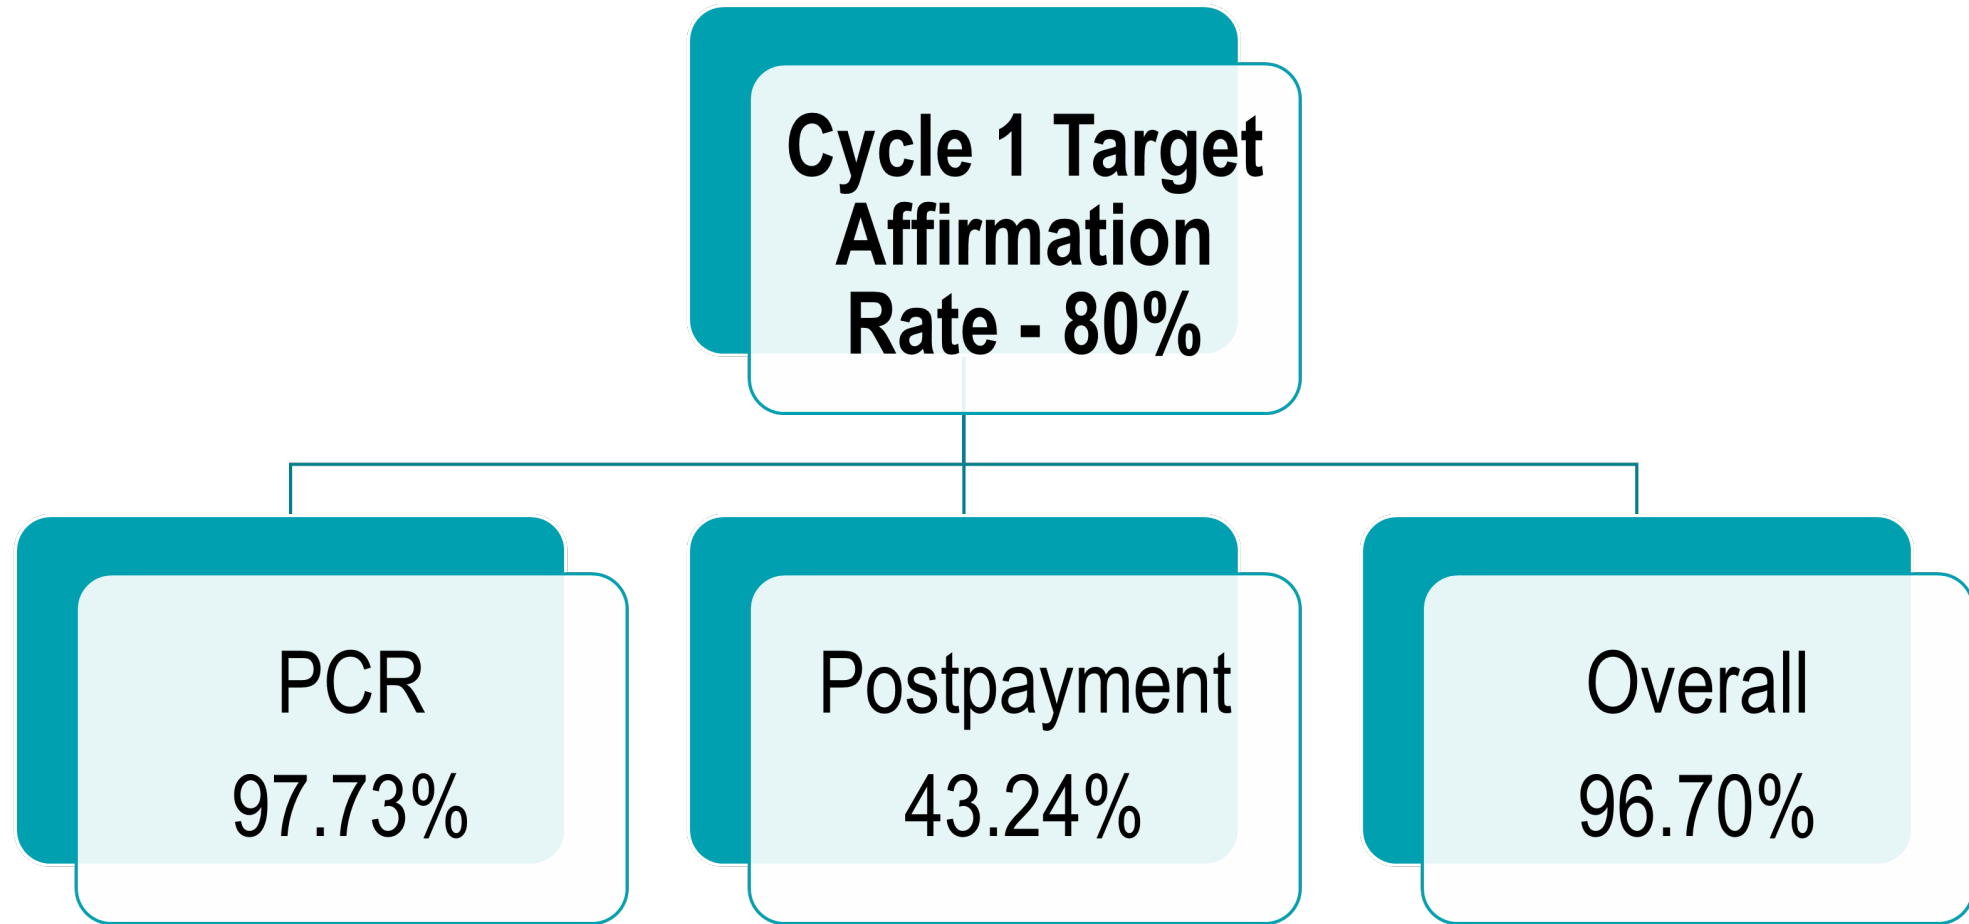 Cycle 1 Target
Affirmation
Rate - 80%
PCR
97.73%
Postpayment
43.24%
Overall
96.70%